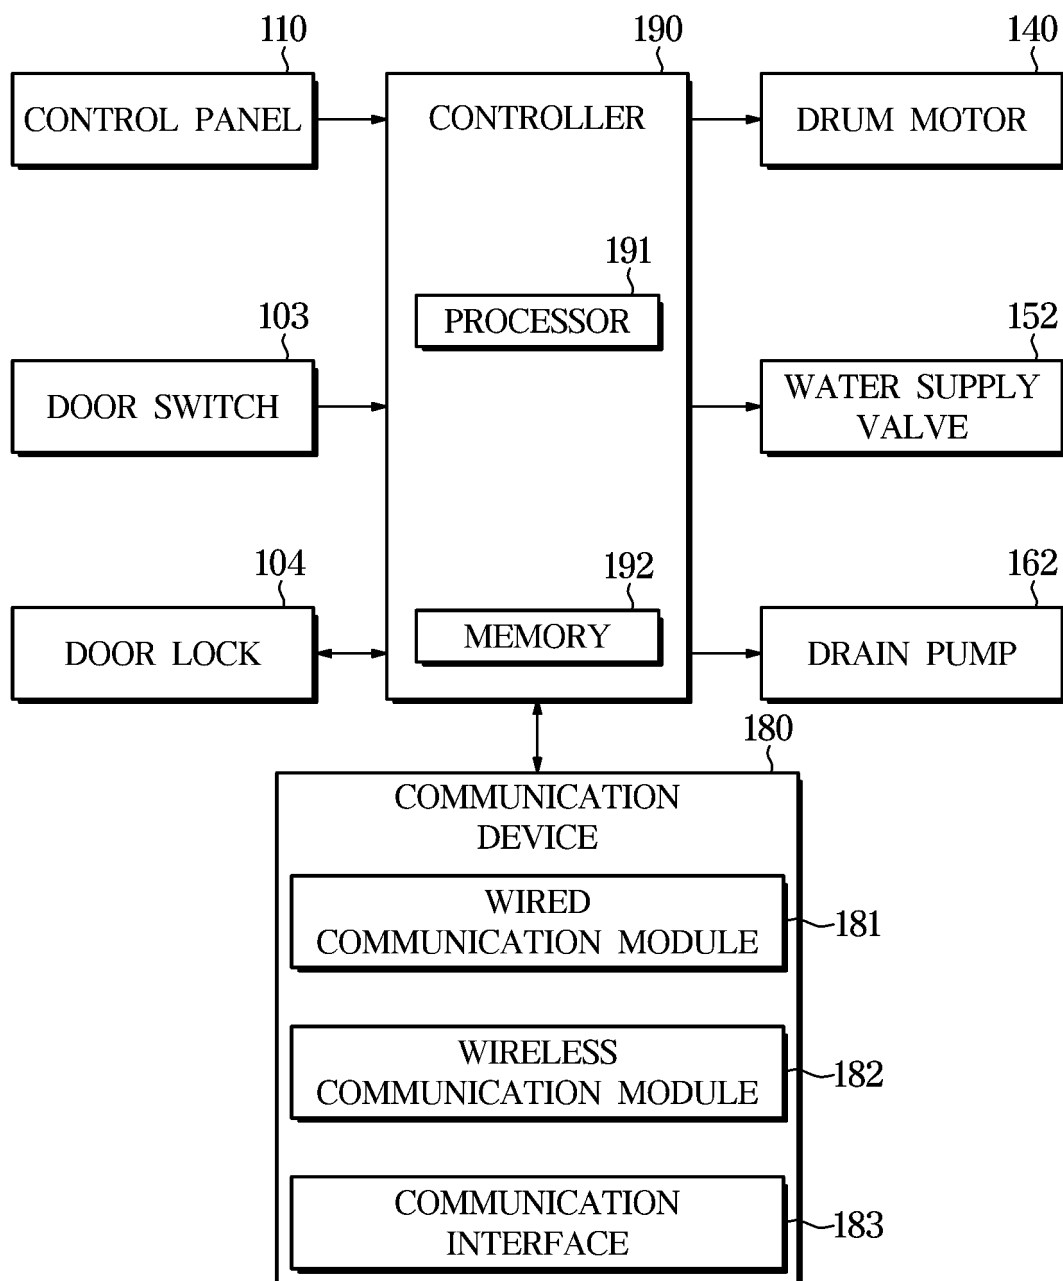 110
190
140
CONTROL PANEL
CONTROLLER
DRUM MOTOR
191
PROCESSOR
103
152
DOOR SWITCH
WATER SUPPLY
VALVE
104
192
162
DOOR LOCK
MEMORY
DRAIN PUMP
180
COMMUNICATION
DEVICE
WIRED
COMMUNICATION MODULE
181
WIRELESS
COMMUNICATION MODULE
182
COMMUNICATION
INTERFACE
183